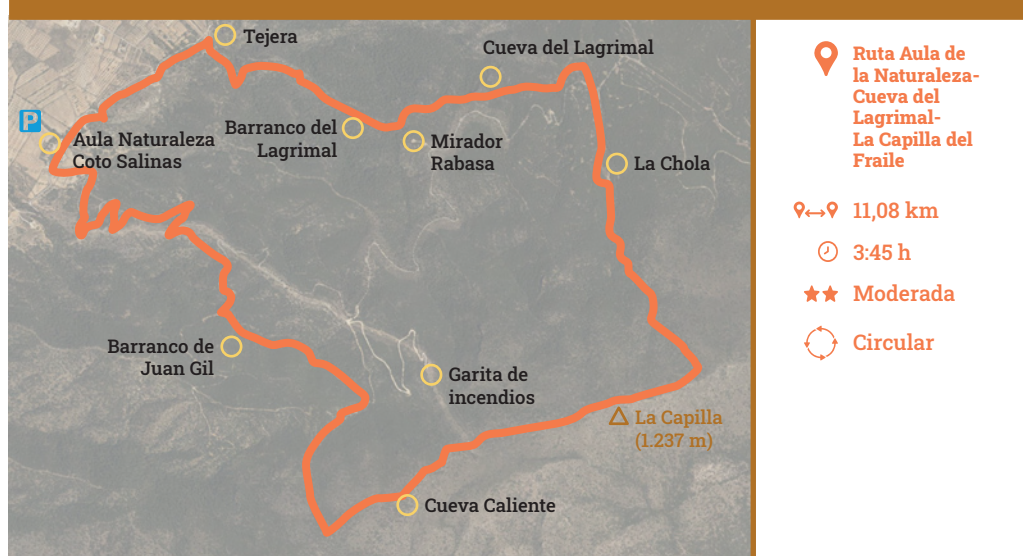 Tejera
Cueva del Lagrimal
P
Aula Naturaleza
Coto Salinas
Barranco del
Lagrimal
Mirador
Rabasa
La Chola
Barranco de
Juan Gil
Garita de
incendios
La Capilla
(1.237 m)
Cueva Caliente
Ruta Aula de
la Naturaleza-
Cueva del
Lagrimal-
La Capilla del
Fraile
11,08 km
3:45 h
Moderada
Circular